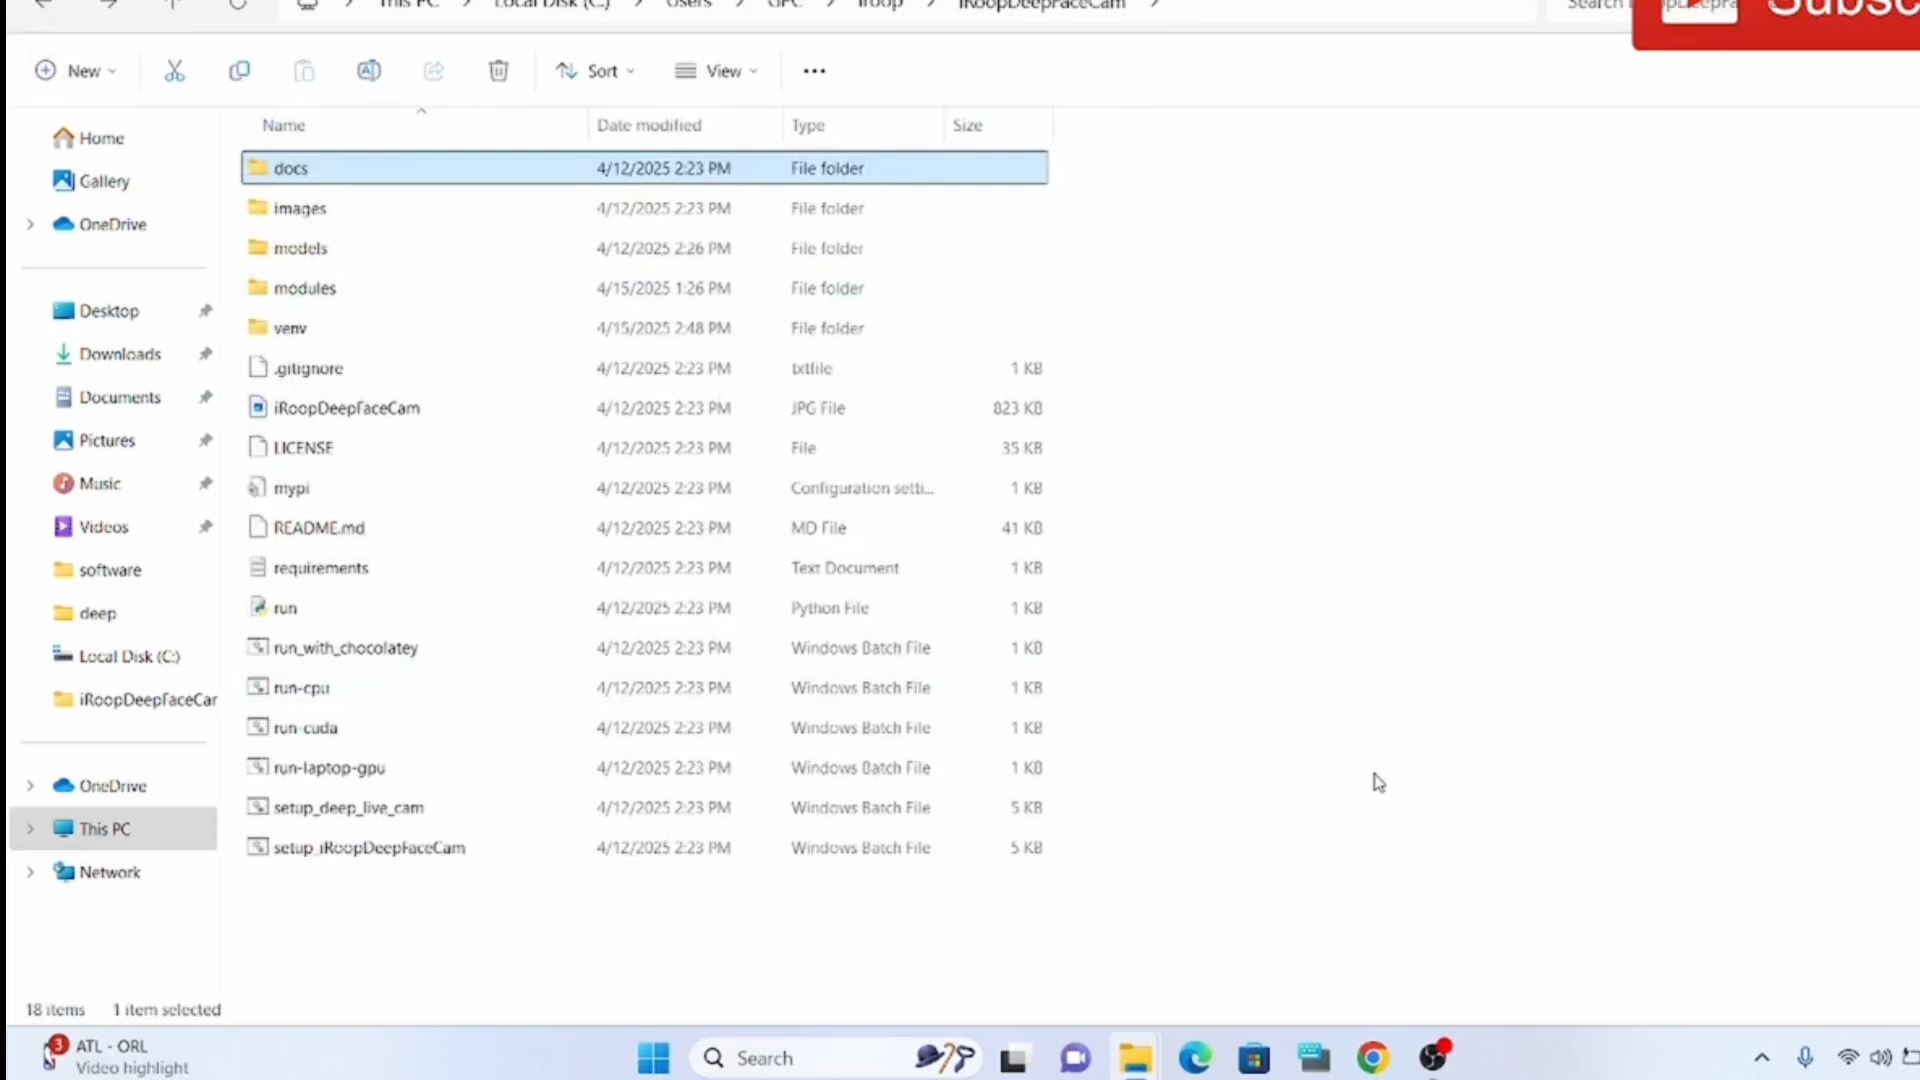 This PC > Local Disk (C:) > Users > GPC > iroop > iRoopDeepFaceCam >
Search
Subsc
New
Sort
View
Name Date modified Type Size
Home
Gallery
OneDrive
Desktop
Downloads
Documents
Pictures
Music
Videos
software
deep
Local Disk (C:)
iRoopDeepFaceCar
OneDrive
This PC
Network
docs 4/12/2025 2:23 PM File folder
images 4/12/2025 2:23 PM File folder
models 4/12/2025 2:26 PM File folder
modules 4/15/2025 1:26 PM File folder
venv 4/15/2025 2:48 PM File folder
.gitignore 4/12/2025 2:23 PM txtfile 1 KB
iRoopDeepFaceCam 4/12/2025 2:23 PM JPG File 823 KB
LICENSE 4/12/2025 2:23 PM File 35 KB
mypi 4/12/2025 2:23 PM Configuration setti... 1 KB
README.md 4/12/2025 2:23 PM MD File 41 KB
requirements 4/12/2025 2:23 PM Text Document 1 KB
run 4/12/2025 2:23 PM Python File 1 KB
run_with_chocolatey 4/12/2025 2:23 PM Windows Batch File 1 KB
run-cpu 4/12/2025 2:23 PM Windows Batch File 1 KB
run-cuda 4/12/2025 2:23 PM Windows Batch File 1 KB
run-laptop-gpu 4/12/2025 2:23 PM Windows Batch File 1 KB
setup_deep_live_cam 4/12/2025 2:23 PM Windows Batch File 5 KB
setup_iRoopDeepFaceCam 4/12/2025 2:23 PM Windows Batch File 5 KB
18 items 1 item selected
3
ATL - ORL
Video highlight
Search